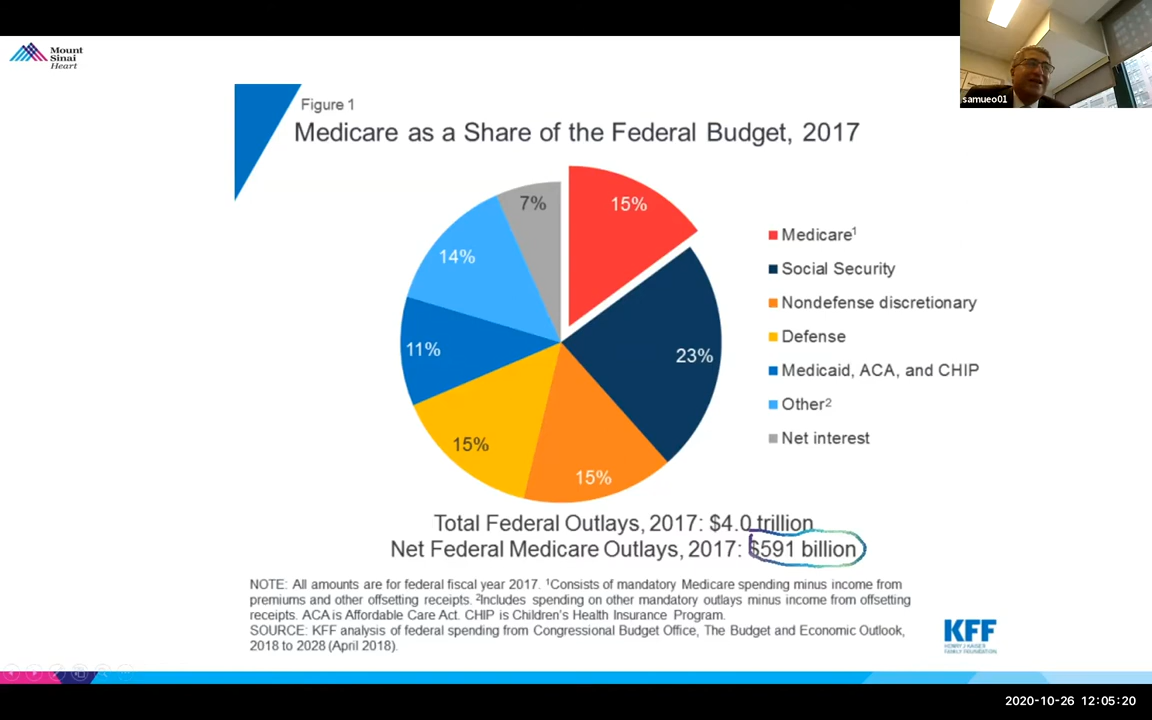 Mount
Sinai
Heart
samueo01
Figure 1
Medicare as a Share of the Federal Budget, 2017
7%
15%
14%
11%
23%
15%
15%
Medicare¹
Social Security
Nondefense discretionary
Defense
Medicaid, ACA, and CHIP
Other²
Net interest
Total Federal Outlays, 2017: $4.0 trillion
Net Federal Medicare Outlays, 2017: $591 billion
NOTE: All amounts are for federal fiscal year 2017. ¹Consists of mandatory Medicare spending minus income from
premiums and other offsetting receipts. ²Includes spending on other mandatory outlays minus income from offsetting
receipts. ACA is Affordable Care Act. CHIP is Children's Health Insurance Program.
SOURCE: KFF analysis of federal spending from Congressional Budget Office, The Budget and Economic Outlook,
2018 to 2028 (April 2018).
KFF
HENRY J KAISER
FAMILY FOUNDATION
2020-10-26 12:05:20